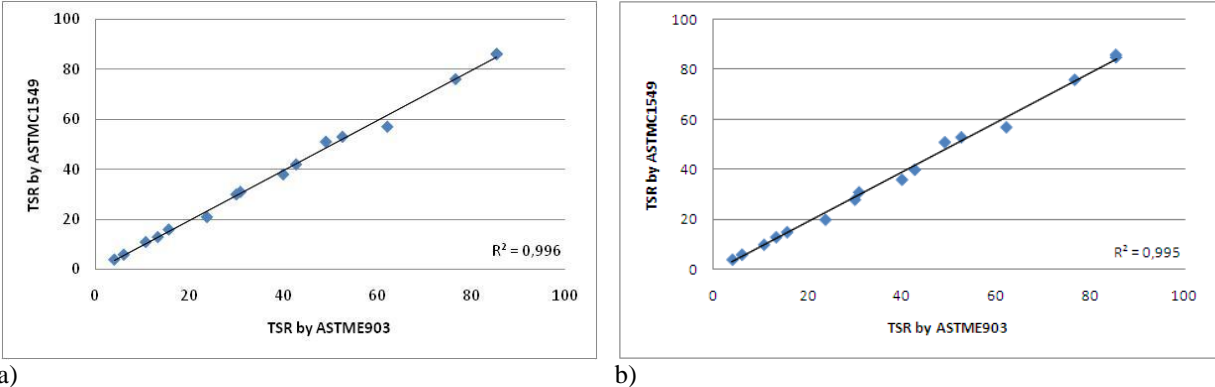 100
80
60
40
20
0
TSR by ASTMC1549
R² = 0,996
0 20 40 60 80 100
TSR by ASTME903
a)
100
80
60
40
20
0
TSR by ASTMC1549
R² = 0,995
0 20 40 60 80 100
TSR by ASTME903
b)